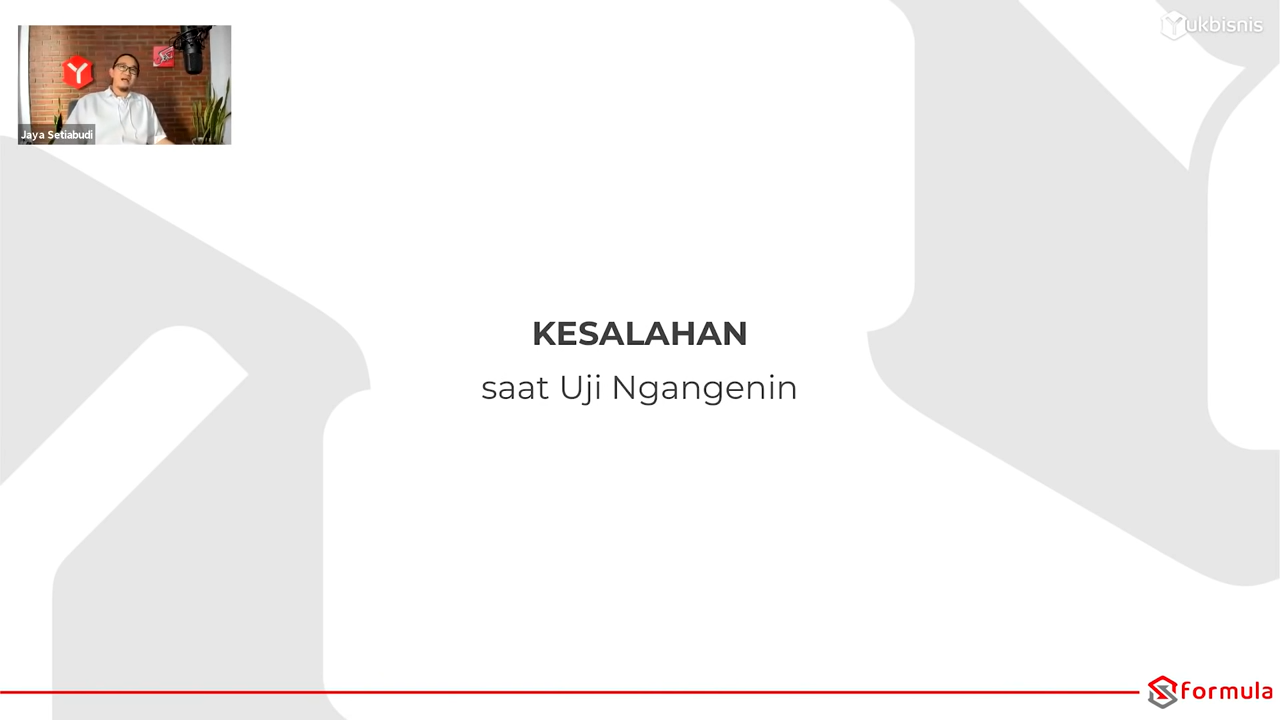 Yukbisnis
Jaya Setiabudi
KESALAHAN
saat Uji Ngangenin
formula